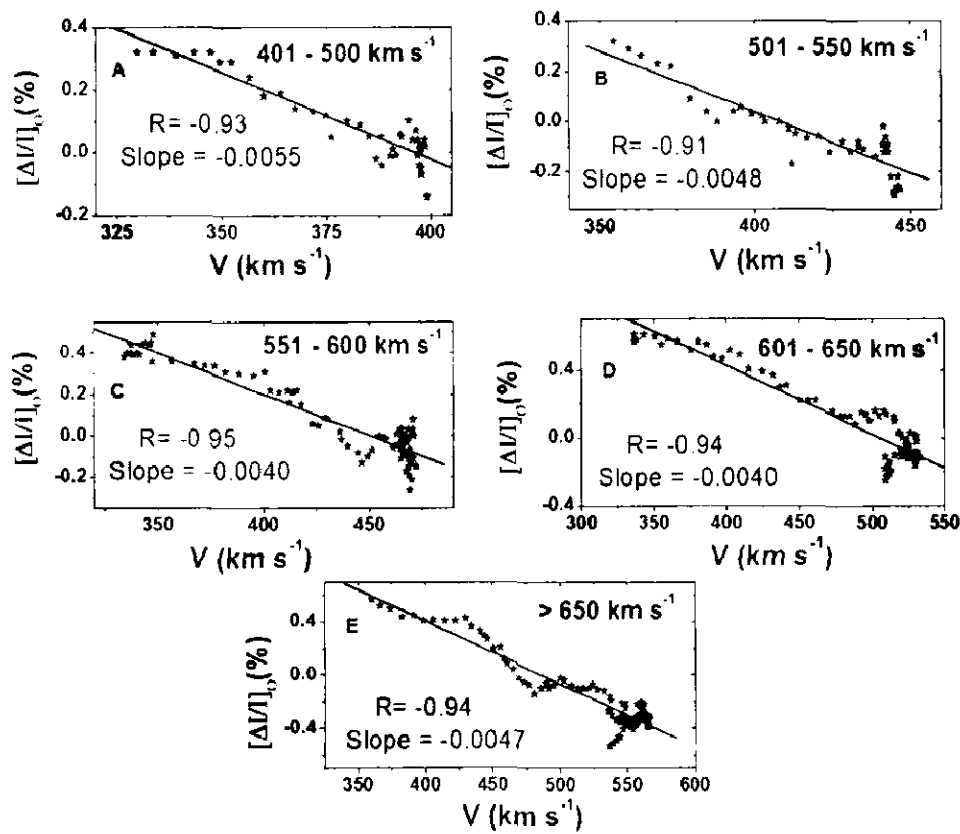 401 - 500 km s⁻¹
A
R= -0.93
Slope = -0.0055
[ΔI/I]₀(%)
0.4
0.2
0.0
-0.2
325 350 375 400
V (km s⁻¹)
501 - 550 km s⁻¹
B
R= -0.91
Slope = -0.0048
[ΔI/I]₀(%)
0.4
0.2
0.0
-0.2
350 400 450
V (km s⁻¹)
551 - 600 km s⁻¹
C
R= -0.95
Slope = -0.0040
[ΔI/I]₀(%)
0.4
0.2
0.0
-0.2
350 400 450
V (km s⁻¹)
601 - 650 km s⁻¹
D
R= -0.94
Slope = -0.0040
[ΔI/I]₀(%)
0.4
0.0
-0.4
300 350 400 450 500 550
V (km s⁻¹)
> 650 km s⁻¹
E
R= -0.94
Slope = -0.0047
[ΔI/I]₀(%)
0.4
0.0
-0.4
350 400 450 500 550 600
V (km s⁻¹)